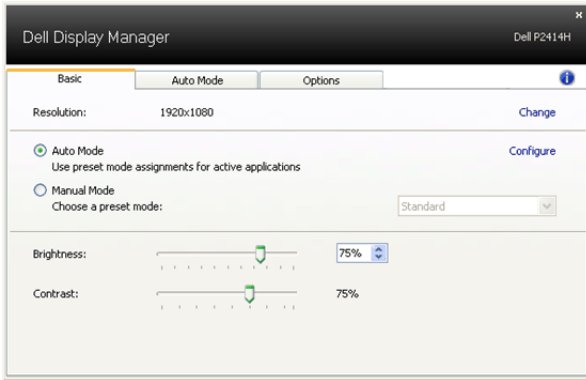 Dell Display Manager
Dell P2414H
Basic
Auto Mode
Options
Resolution:
1920x1080
Change
Auto Mode
Configure
Use preset mode assignments for active applications
Manual Mode
Choose a preset mode:
Standard
Brightness:
75%
Contrast:
75%